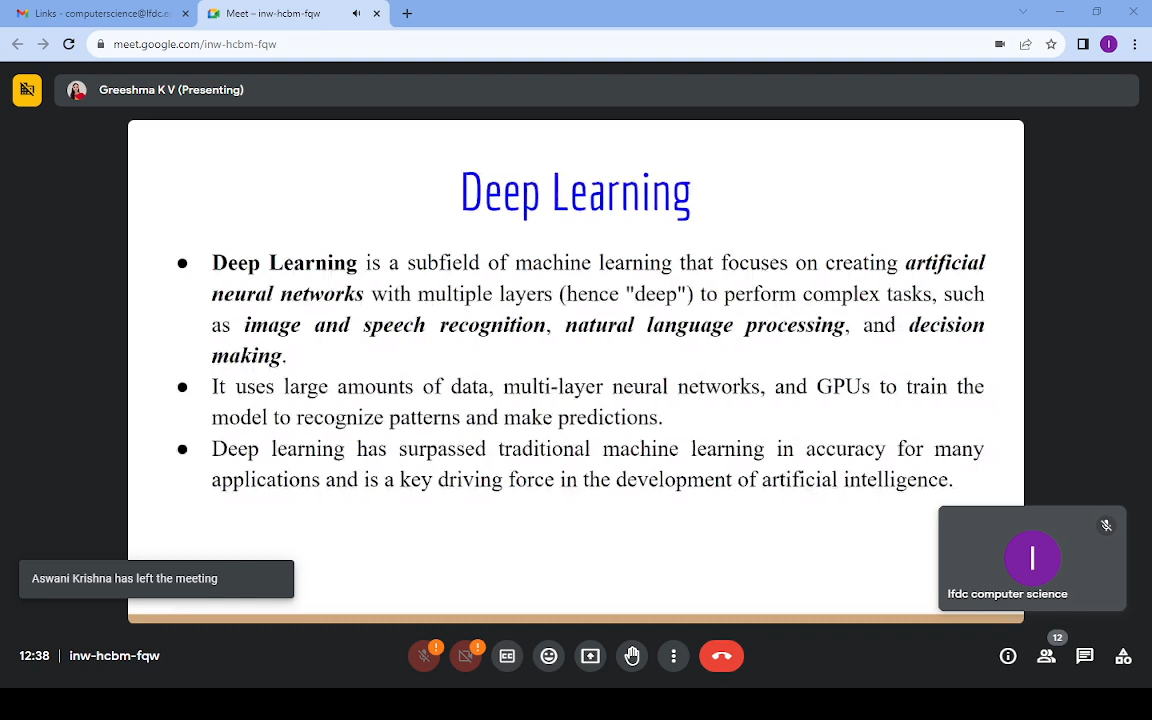 Links - computerscience@lfdc.e
Meet – inw-hcbm-fqw
meet.google.com/inw-hcbm-fqw
I
Greeshma K V (Presenting)
Deep Learning
● Deep Learning is a subfield of machine learning that focuses on creating artificial
neural networks with multiple layers (hence "deep") to perform complex tasks, such
as image and speech recognition, natural language processing, and decision
making.
● It uses large amounts of data, multi-layer neural networks, and GPUs to train the
model to recognize patterns and make predictions.
● Deep learning has surpassed traditional machine learning in accuracy for many
applications and is a key driving force in the development of artificial intelligence.
I
lfdc computer science
Aswani Krishna has left the meeting
12:38 | inw-hcbm-fqw
!
!
CC
12